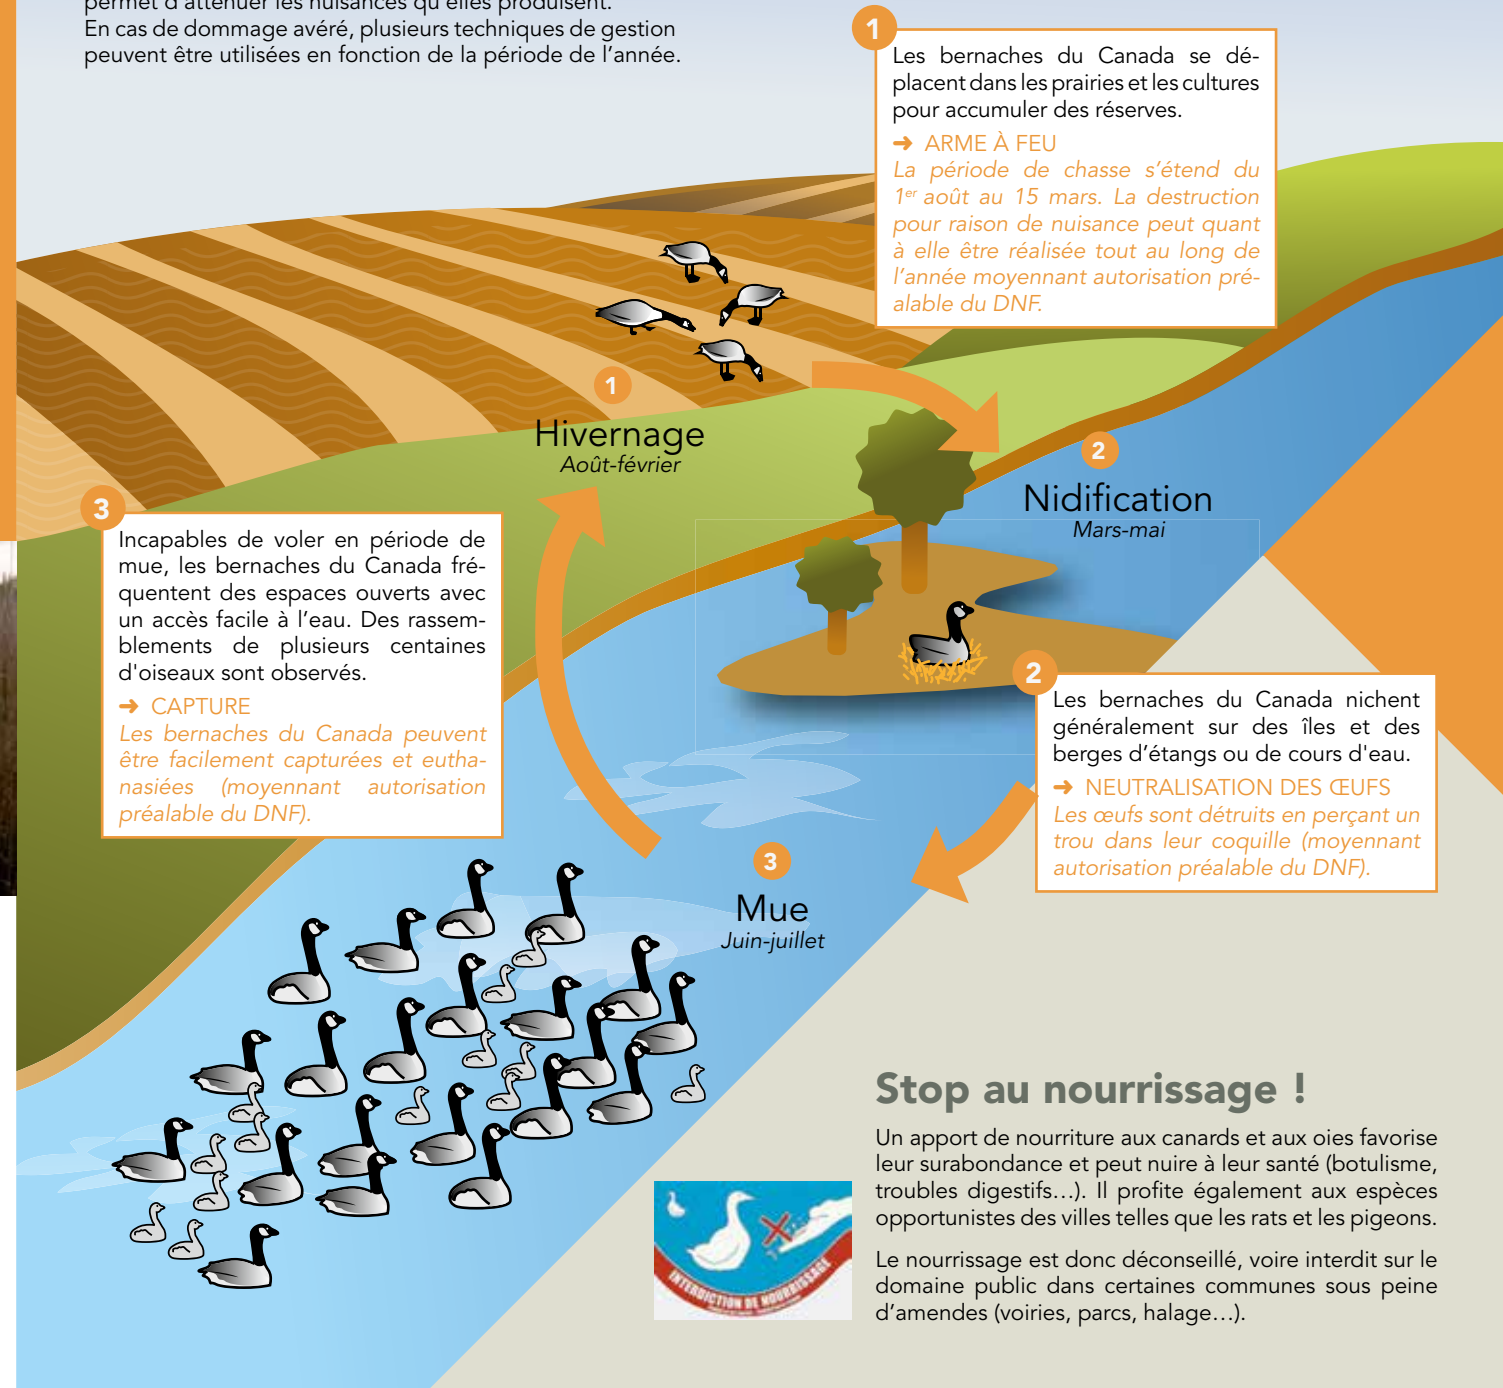 permet d'atténuer les nuisances qu'elles produisent.
En cas de dommage avéré, plusieurs techniques de gestion
peuvent être utilisées en fonction de la période de l'année.
1
Les bernaches du Canada se dé-
placent dans les prairies et les cultures
pour accumuler des réserves.
➜ ARME À FEU
La période de chasse s'étend du
1er août au 15 mars. La destruction
pour raison de nuisance peut quant
à elle être réalisée tout au long de
l'année moyennant autorisation pré-
alable du DNF.
1
Hivernage
Août-février
2
Nidification
Mars-mai
3
Incapables de voler en période de
mue, les bernaches du Canada fré-
quentent des espaces ouverts avec
un accès facile à l'eau. Des rassem-
blements de plusieurs centaines
d'oiseaux sont observés.
➜ CAPTURE
Les bernaches du Canada peuvent
être facilement capturées et eutha-
nasiées (moyennant autorisation
préalable du DNF).
2
Les bernaches du Canada nichent
généralement sur des îles et des
berges d'étangs ou de cours d'eau.
➜ NEUTRALISATION DES ŒUFS
Les œufs sont détruits en perçant un
trou dans leur coquille (moyennant
autorisation préalable du DNF).
3
Mue
Juin-juillet
Stop au nourrissage !
Un apport de nourriture aux canards et aux oies favorise
leur surabondance et peut nuire à leur santé (botulisme,
troubles digestifs…). Il profite également aux espèces
opportunistes des villes telles que les rats et les pigeons.
Le nourrissage est donc déconseillé, voire interdit sur le
domaine public dans certaines communes sous peine
d'amendes (voiries, parcs, halage…).
INTERDICTION DE NOURRISSAGE